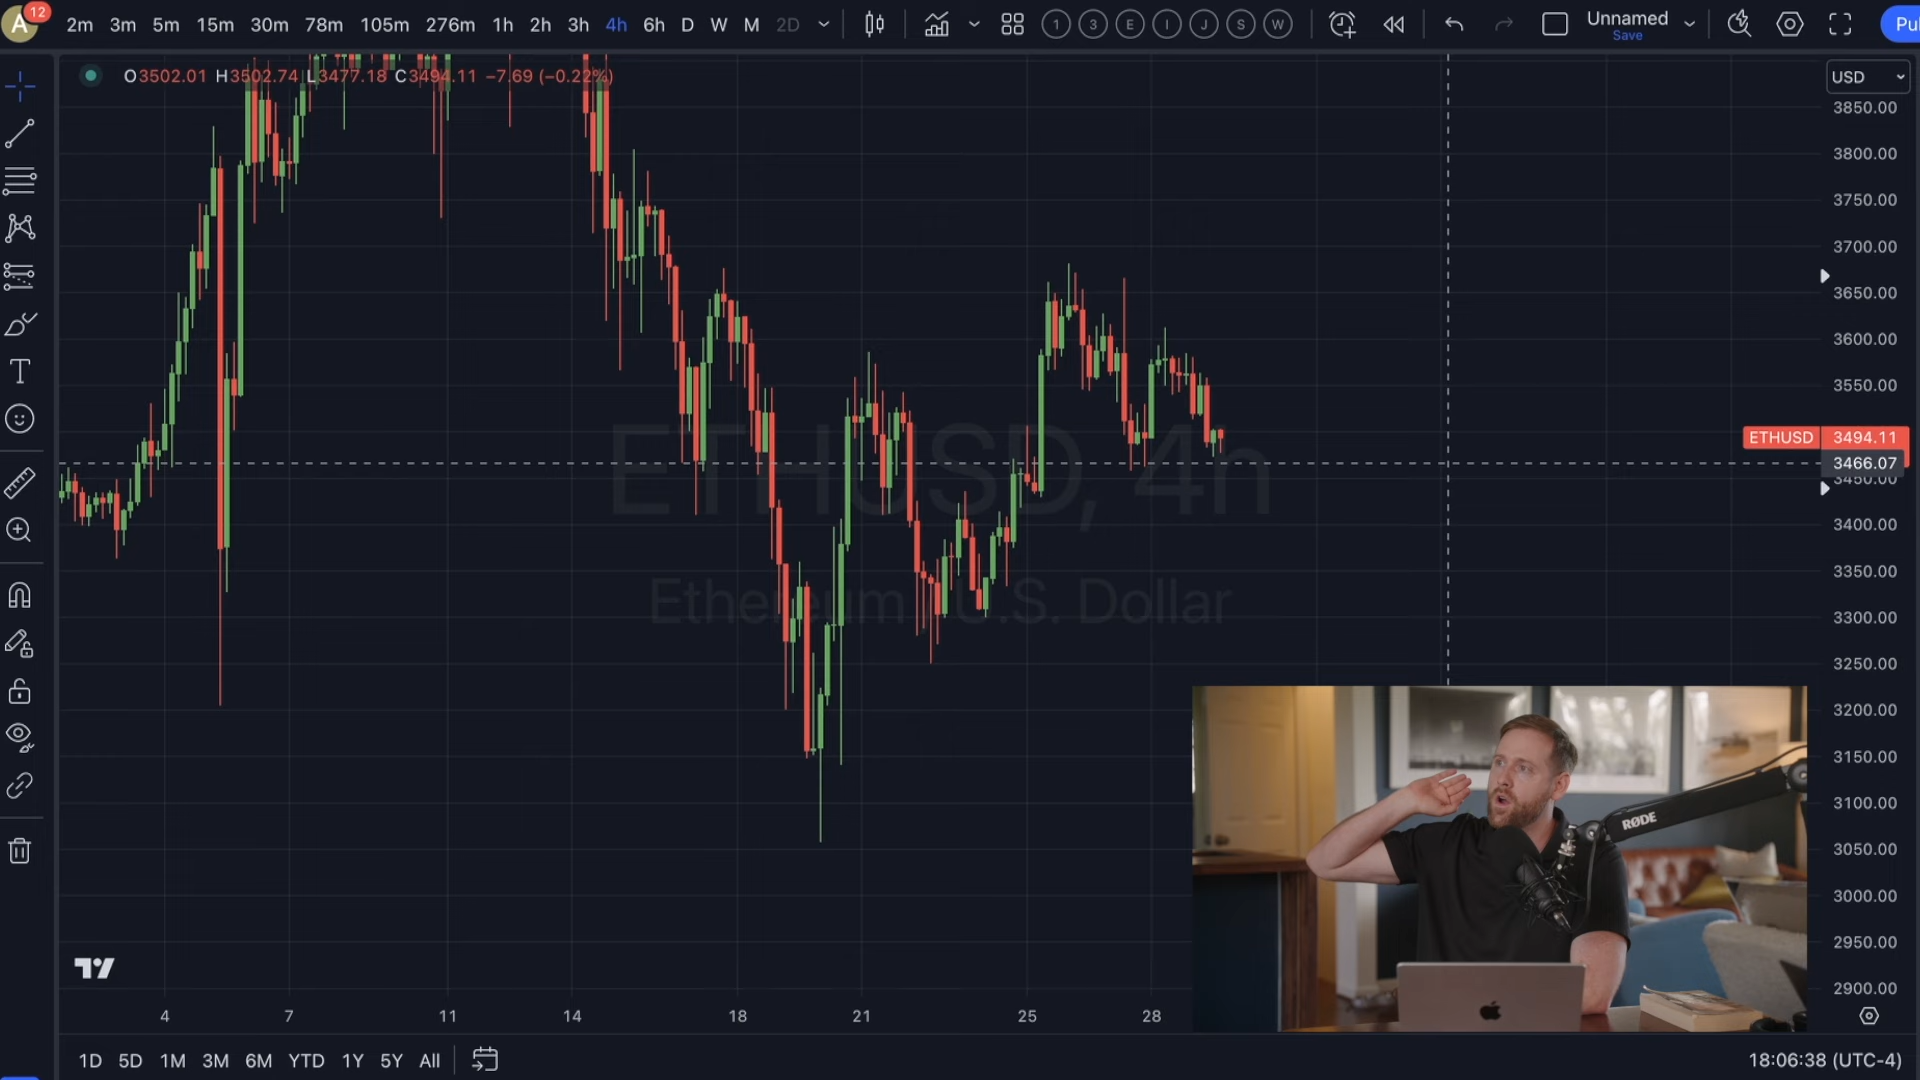 A 12 2m 3m 5m 15m 30m 78m 105m 276m 1h 2h 3h 4h 6h D W M 2D 1 3 E I J S W Unnamed Pu
Save
O3502.01 H3502.74 L3477.18 C3494.11 −7.69 (−0.22%) USD
3850.00
3800.00
3750.00
3700.00
3650.00
3600.00
3550.00
ETHUSD 3494.11
3466.07
3450.00
ETHUSD, 4h
3400.00
3350.00
Ethereum / U.S. Dollar
3300.00
3250.00
3200.00
3150.00
3100.00
RØDE
3050.00
3000.00
2950.00
2900.00
4 7 11 14 18 21 25 28
1D 5D 1M 3M 6M YTD 1Y 5Y All 18:06:38 (UTC-4)